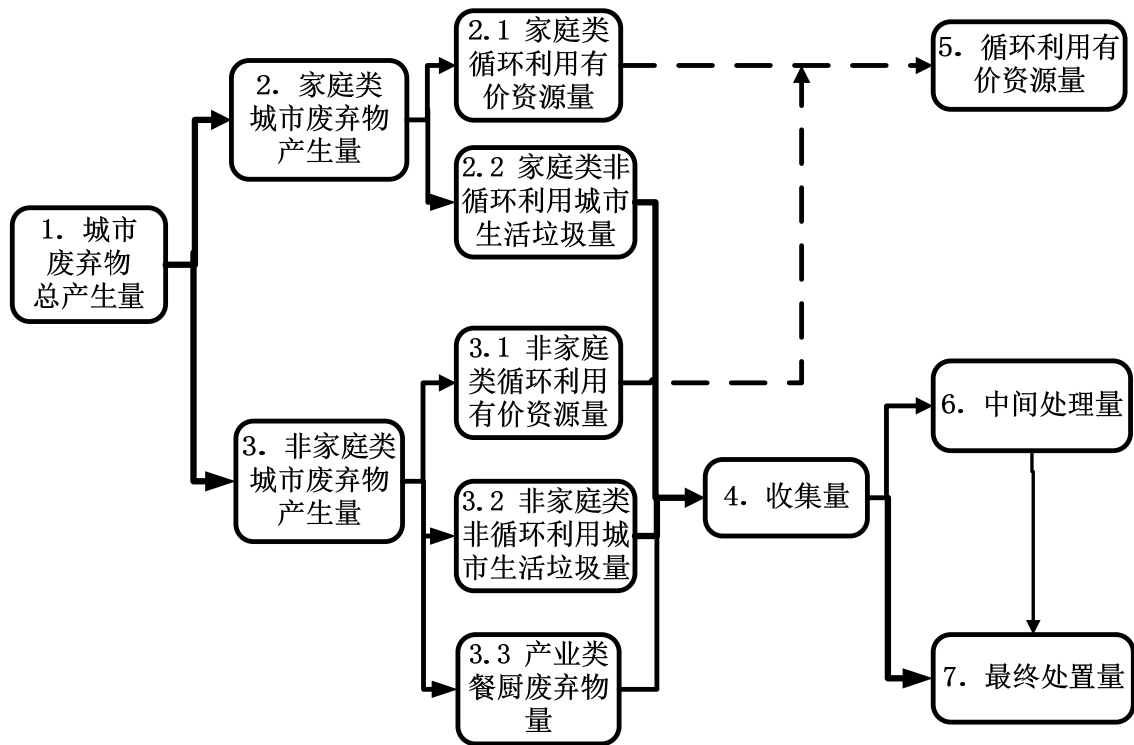 1. 城市
废弃物
总产生量
2. 家庭类
城市废弃物
产生量
3. 非家庭类
城市废弃物
产生量
2.1 家庭类
循环利用有
价资源量
2.2 家庭类非
循环利用城市
生活垃圾量
3.1 非家庭
类循环利用
有价资源量
3.2 非家庭类
非循环利用城
市生活垃圾量
3.3 产业类
餐厨废弃物
量
4. 收集量
5. 循环利用有
价资源量
6. 中间处理量
7. 最终处置量